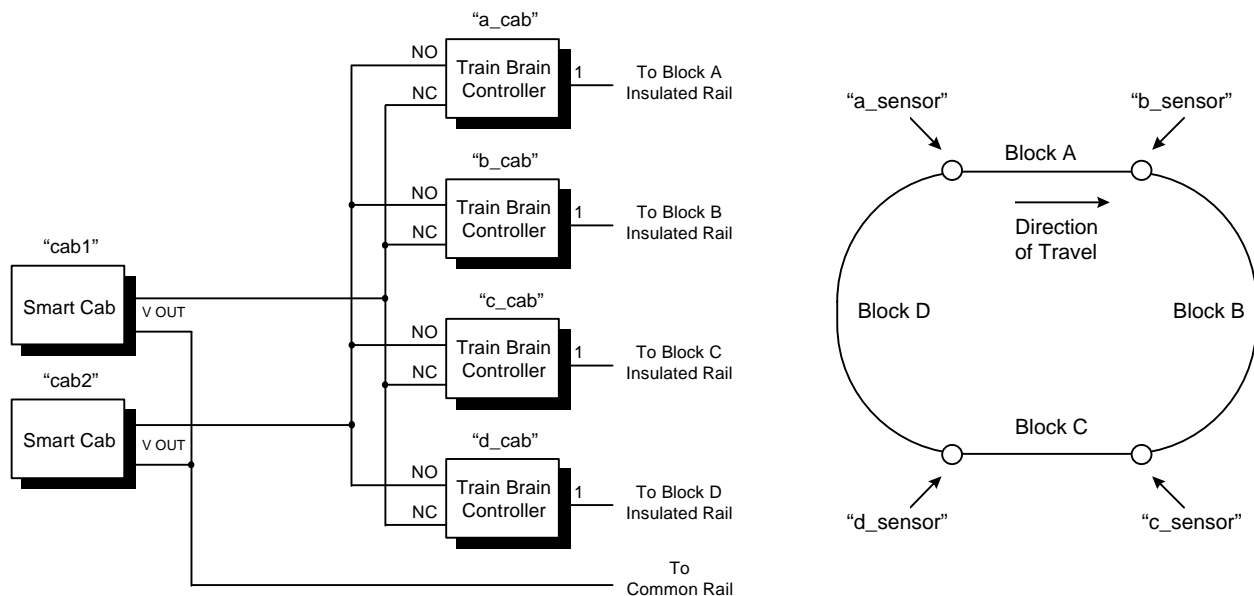 “a_cab”
NO
NC
Train Brain
Controller
1
To Block A
Insulated Rail
“b_cab”
NO
NC
Train Brain
Controller
1
To Block B
Insulated Rail
“cab1”
Smart Cab
V OUT
“c_cab”
NO
NC
Train Brain
Controller
1
To Block C
Insulated Rail
“cab2”
Smart Cab
V OUT
“d_cab”
NO
NC
Train Brain
Controller
1
To Block D
Insulated Rail
To
Common Rail
“a_sensor”
“b_sensor”
Block A
Direction
of Travel
Block D
Block B
Block C
“d_sensor”
“c_sensor”